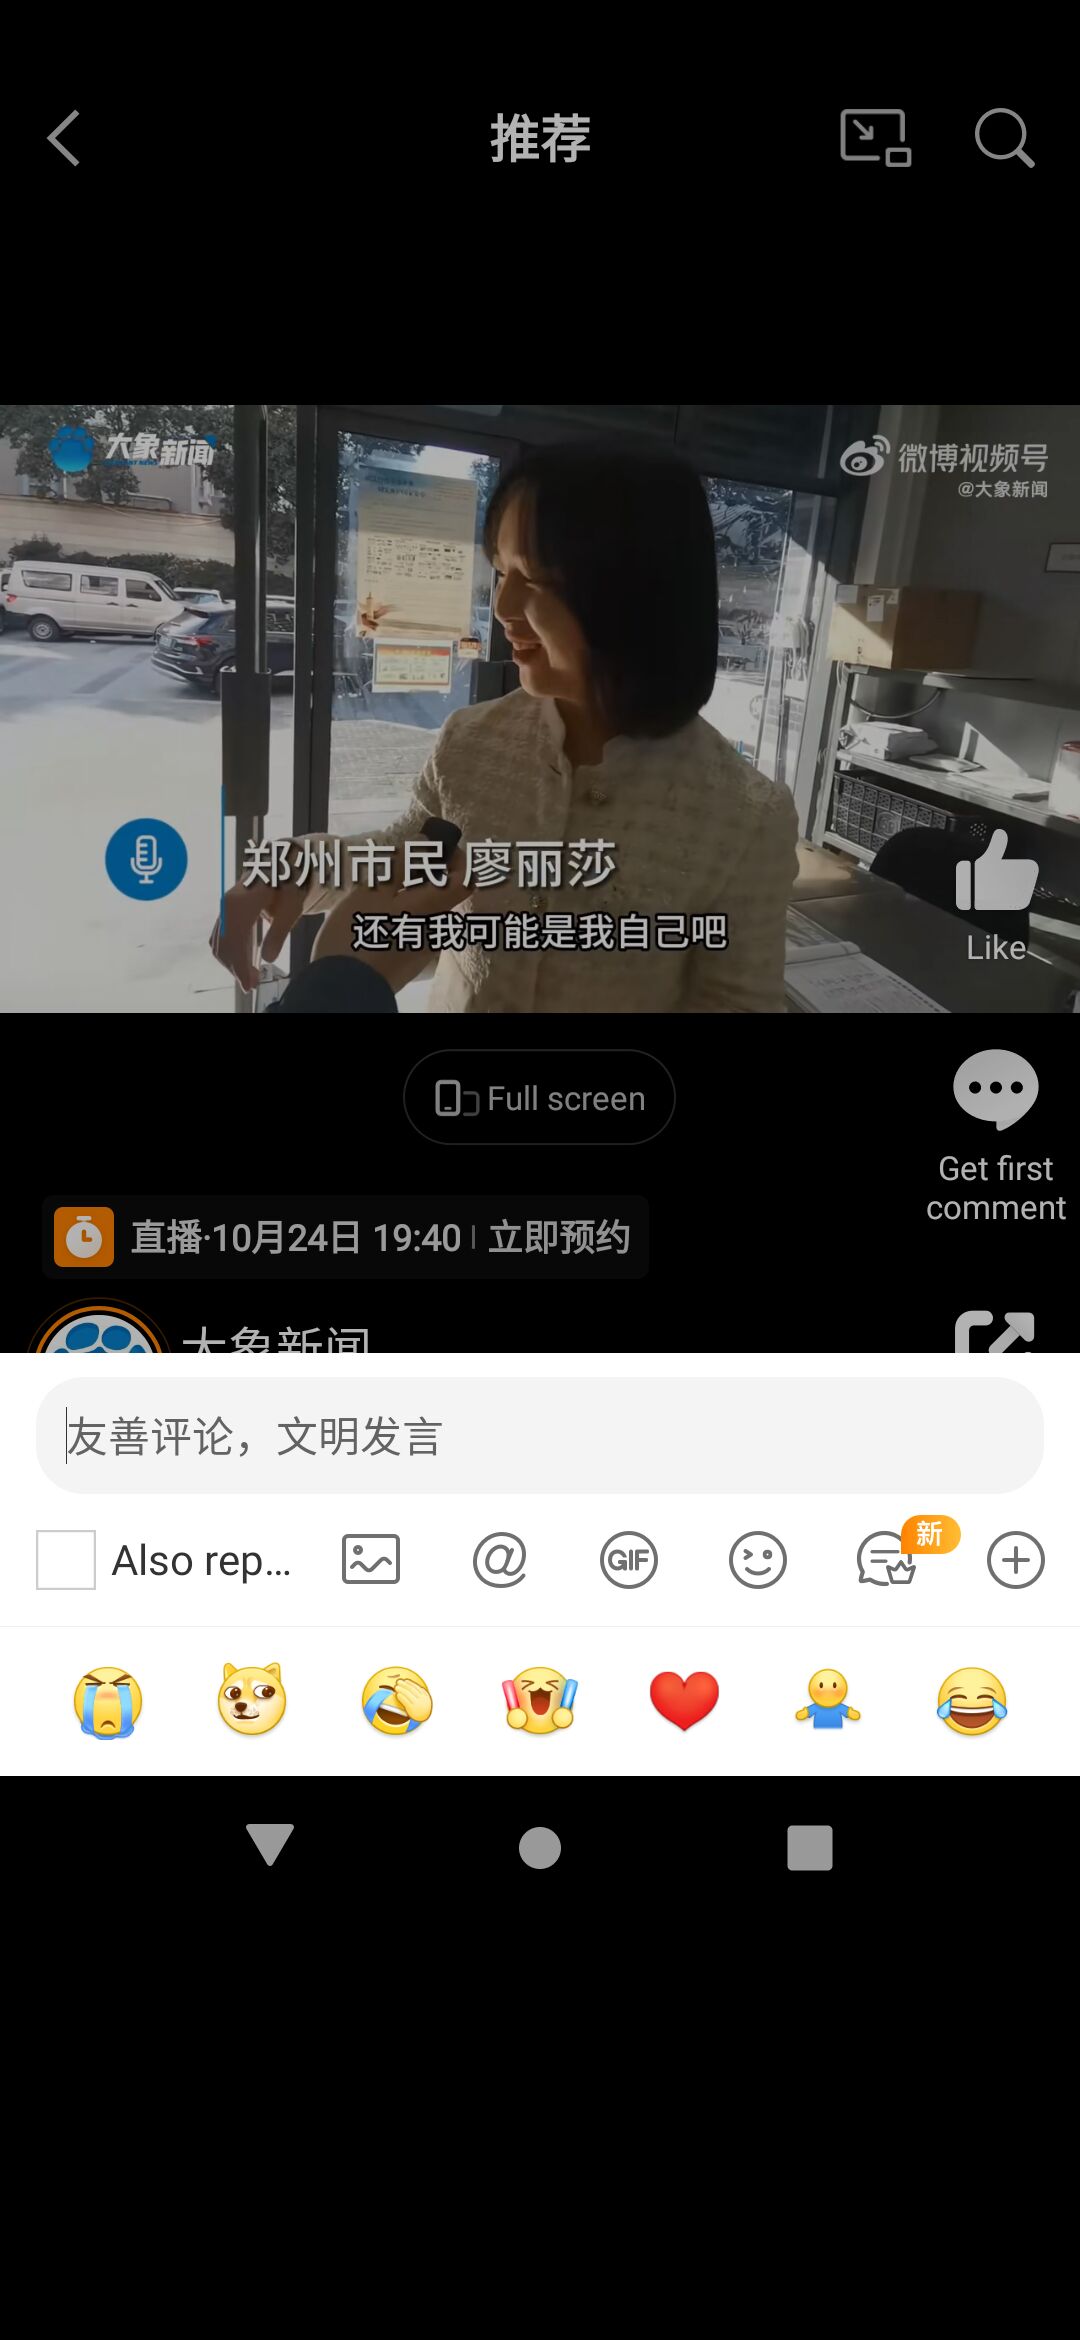 推荐
大象新闻
微博视频号
@大象新闻
郑州市民 廖丽莎
还有我可能是我自己吧
Like
Full screen
Get first
comment
直播·10月24日 19:40 | 立即预约
大象新闻
友善评论，文明发言
Also rep...
GIF
新